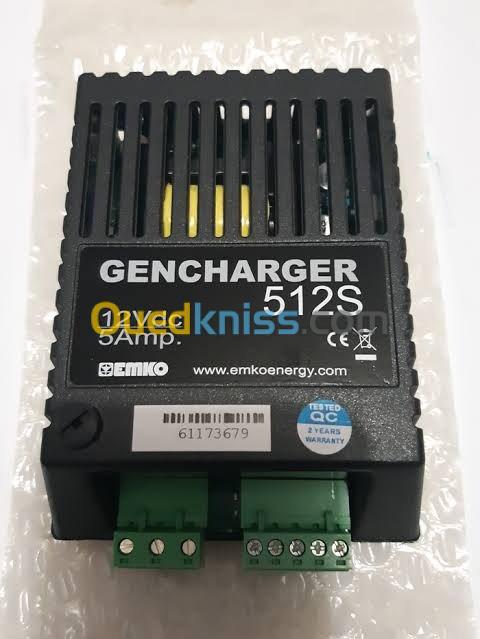 GENCHARGER
512S
12Vdc
5Amp.
Ouedkniss.com
CE
EMKO
www.emkoenergy.com
61173679
TESTED
QC
2 YEARS
WARRANTY